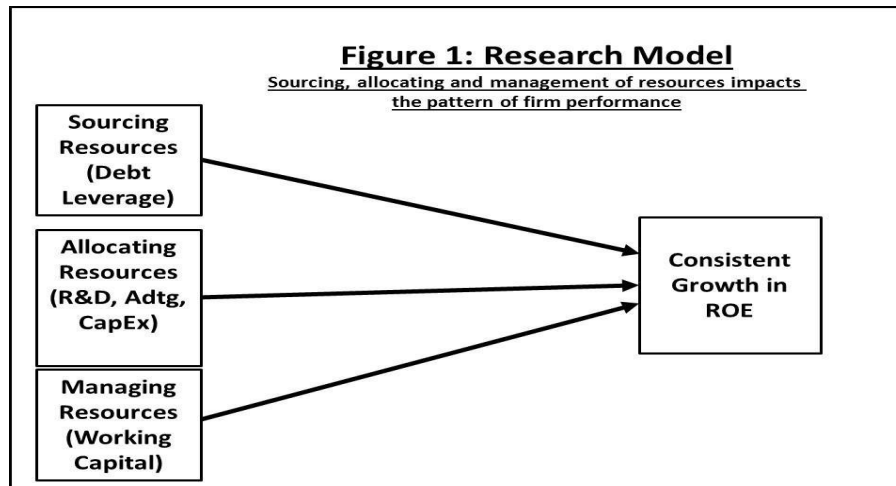 Figure 1: Research Model
Sourcing, allocating and management of resources impacts
the pattern of firm performance
Sourcing
Resources
(Debt
Leverage)
Allocating
Resources
(R&D, Adtg,
CapEx)
Managing
Resources
(Working
Capital)
Consistent
Growth in
ROE